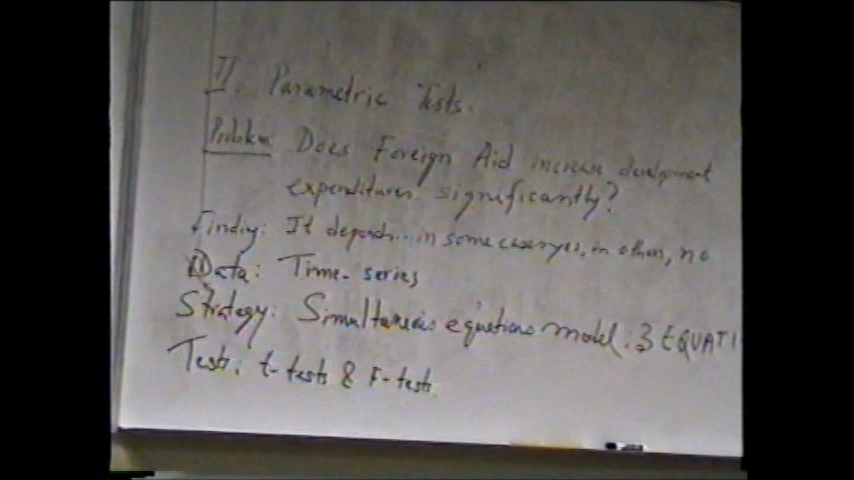 II. Parametric Tests.
Problem Does Foreign Aid increase development
expenditures significantly?
Finding: It depends... in some cases yes, in others, no
Data: Time-series
Strategy: Simultaneous equations model: 3 EQUATI
Tests: t-tests & F-tests.